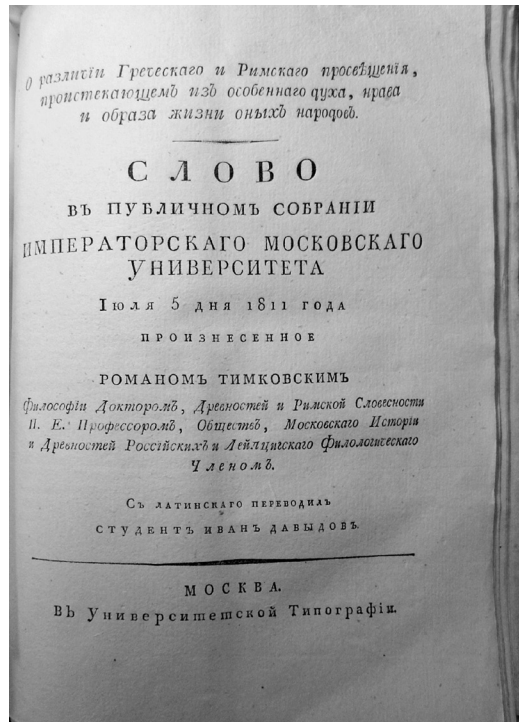 О различіи Греческаго и Римскаго просвѣщенія,
проистекающемъ изъ особеннаго духа, нрава
и образа жизни оныхъ народовъ.
СЛОВО
ВЪ ПУБЛИЧНОМЪ СОБРАНІИ
ИМПЕРАТОРСКАГО МОСКОВСКАГО
УНИВЕРСИТЕТА
Іюля 5 дня 1811 года
ПРОИЗНЕСЕННОЕ
РОМАНОМЪ ТИМКОВСКИМЪ
Философіи Докторомъ, Древностей и Римской Словесности
П. Е. Профессоромъ, Обществъ, Московскаго Исторіи
и Древностей Россійскихъ и Лейпцигскаго Филологическаго
Членомъ.
Съ латинскаго переводилъ
СТУДЕНТЪ ИВАНЪ ДАВЫДОВЪ.
МОСКВА.
Въ Университетской Типографіи.